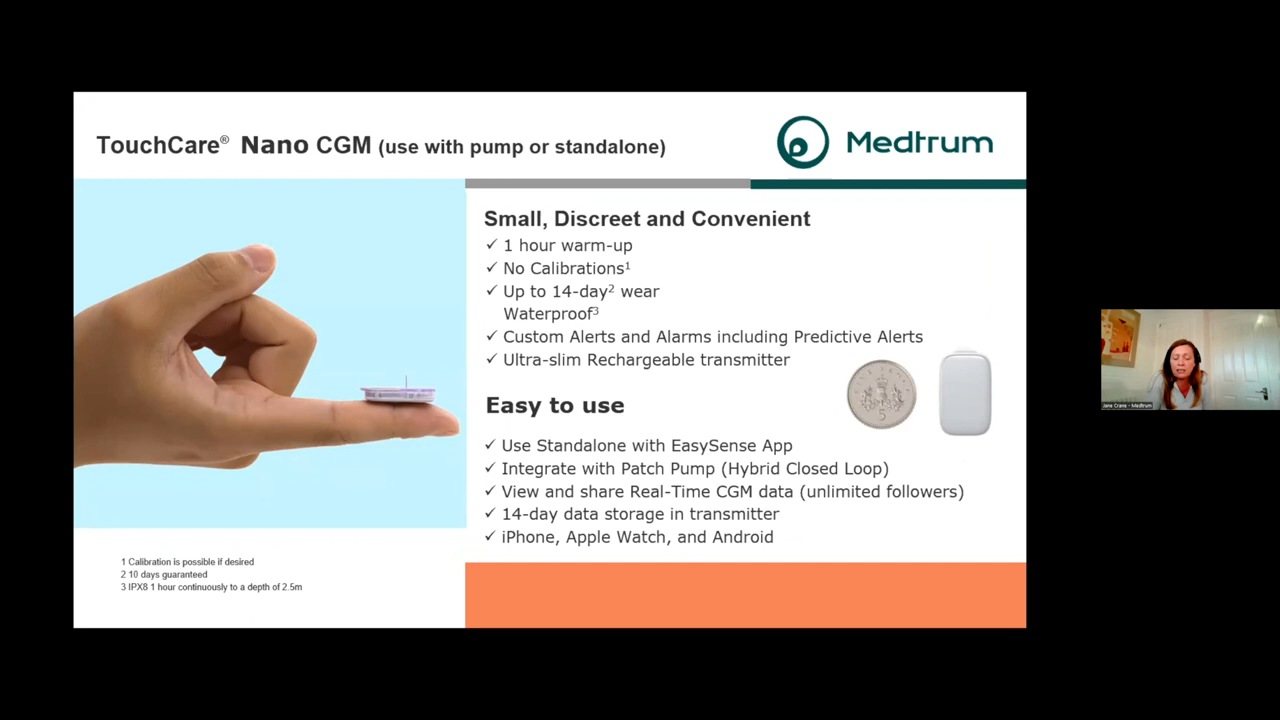 TouchCare® Nano CGM (use with pump or standalone)
Medtrum
Small, Discreet and Convenient
✓ 1 hour warm-up
✓ No Calibrations¹
✓ Up to 14-day² wear
Waterproof³
✓ Custom Alerts and Alarms including Predictive Alerts
✓ Ultra-slim Rechargeable transmitter
5
Easy to use
✓ Use Standalone with EasySense App
✓ Integrate with Patch Pump (Hybrid Closed Loop)
✓ View and share Real-Time CGM data (unlimited followers)
✓ 14-day data storage in transmitter
✓ iPhone, Apple Watch, and Android
1 Calibration is possible if desired
2 10 days guaranteed
3 IPX8 1 hour continuously to a depth of 2.5m
Jane Crane - Medtrum